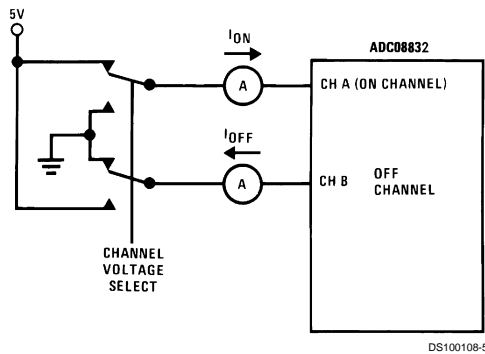 5V
ION
ADC08832
A
CH A (ON CHANNEL)
IOFF
A
CH B
OFF
CHANNEL
CHANNEL
VOLTAGE
SELECT
DS100108-5